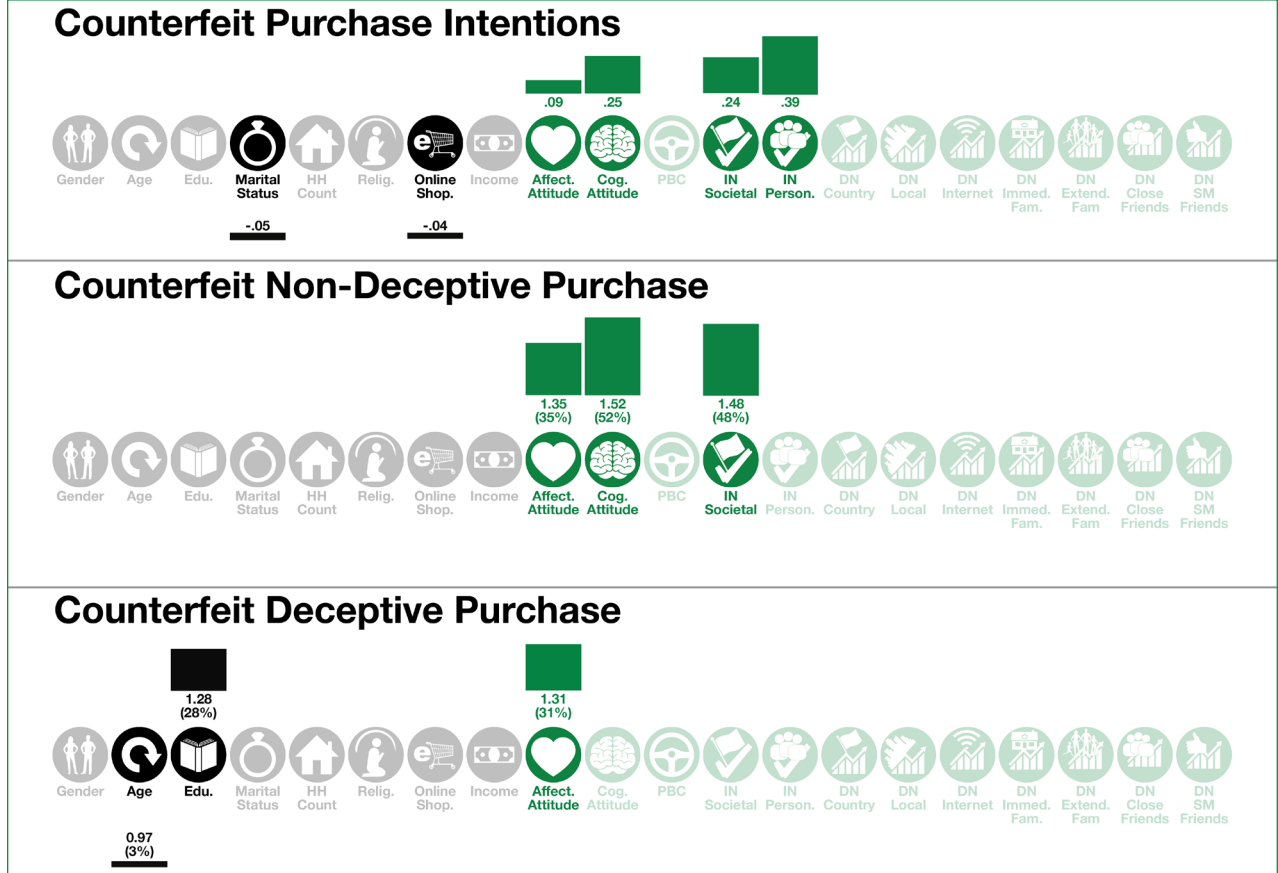 Counterfeit Purchase Intentions
.09 .25 .24 .39
Gender Age Edu. Marital Status HH Count Relig. Online Shop. Income Affect. Attitude Cog. Attitude PBC IN Societal IN Person. DN Country DN Local DN Internet DN Immed. Fam. DN Extend. Fam DN Close Friends DN SM Friends
-.05 -.04
Counterfeit Non-Deceptive Purchase
1.35 (35%) 1.52 (52%) 1.48 (48%)
Gender Age Edu. Marital Status HH Count Relig. Online Shop. Income Affect. Attitude Cog. Attitude PBC IN Societal IN Person. DN Country DN Local DN Internet DN Immed. Fam. DN Extend. Fam DN Close Friends DN SM Friends
Counterfeit Deceptive Purchase
1.28 (28%) 1.31 (31%)
Gender Age Edu. Marital Status HH Count Relig. Online Shop. Income Affect. Attitude Cog. Attitude PBC IN Societal IN Person. DN Country DN Local DN Internet DN Immed. Fam. DN Extend. Fam DN Close Friends DN SM Friends
0.97 (3%)